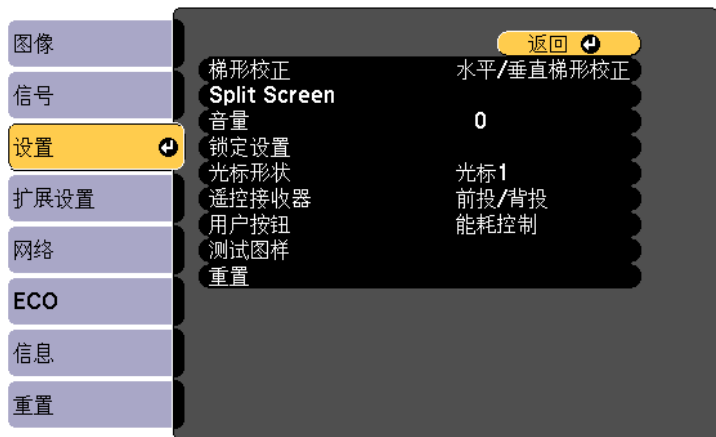 图像
信号
设置
扩展设置
网络
ECO
信息
重置
返回
梯形校正 水平/垂直梯形校正
Split Screen
音量 0
锁定设置
光标形状 光标1
遥控接收器 前投/背投
用户按钮 能耗控制
测试图样
重置